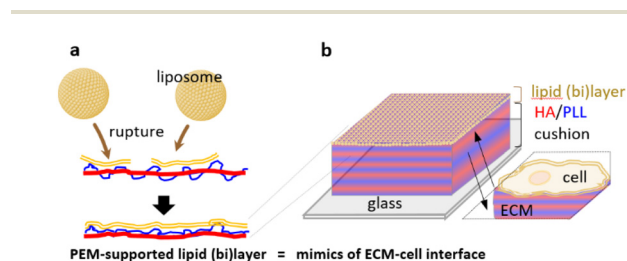 a
liposome
rupture
b
lipid (bi)layer
HA/PLL
cushion
cell
glass
ECM
PEM-supported lipid (bi)layer = mimics of ECM-cell interface